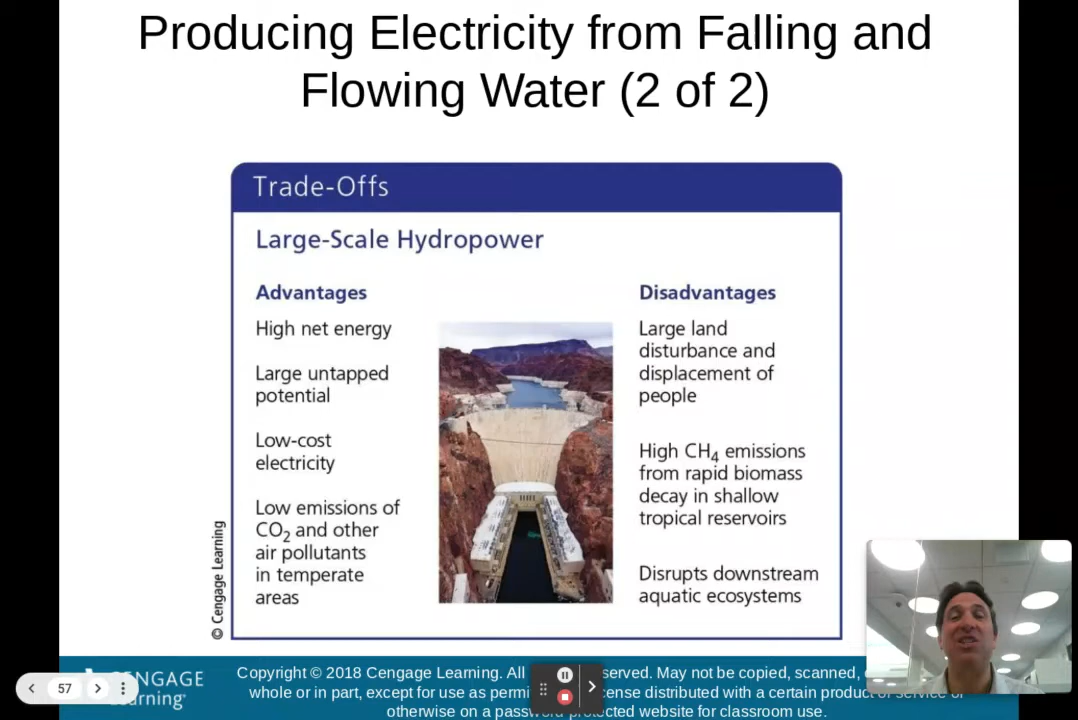 Producing Electricity from Falling and
Flowing Water (2 of 2)
Trade-Offs
Large-Scale Hydropower
Advantages
High net energy
Large untapped
potential
Low-cost
electricity
Low emissions of
CO₂ and other
air pollutants
in temperate
areas
Disadvantages
Large land
disturbance and
displacement of
people
High CH₄ emissions
from rapid biomass
decay in shallow
tropical reservoirs
Disrupts downstream
aquatic ecosystems
© Cengage Learning
57
Copyright © 2018 Cengage Learning. All served. May not be copied, scanned,
whole or in part, except for use as distributed with a certain product
otherwise on a website for classroom use.